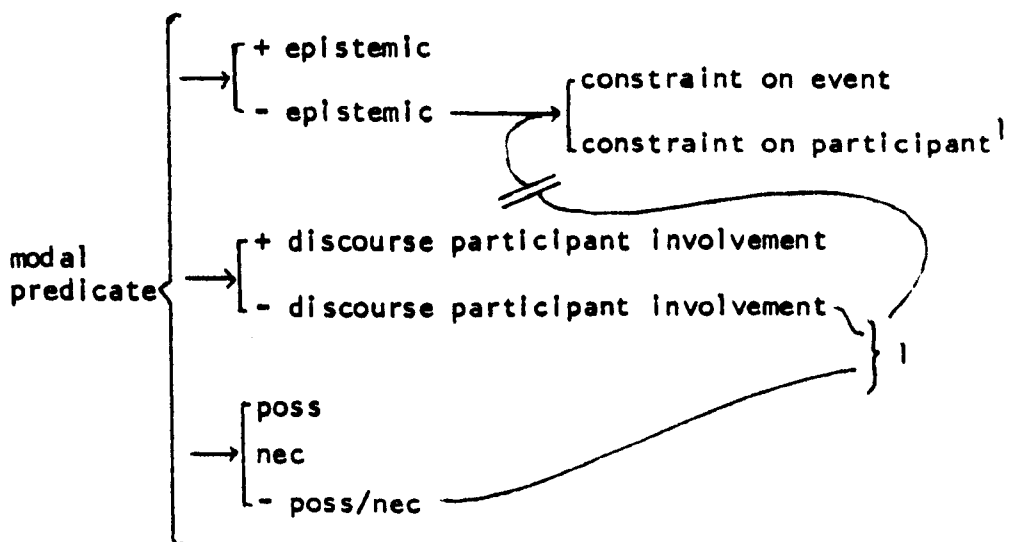 + epistemic
- epistemic
constraint on event
constraint on participant¹
modal
predicate
+ discourse participant involvement
- discourse participant involvement
1
poss
nec
- poss/nec